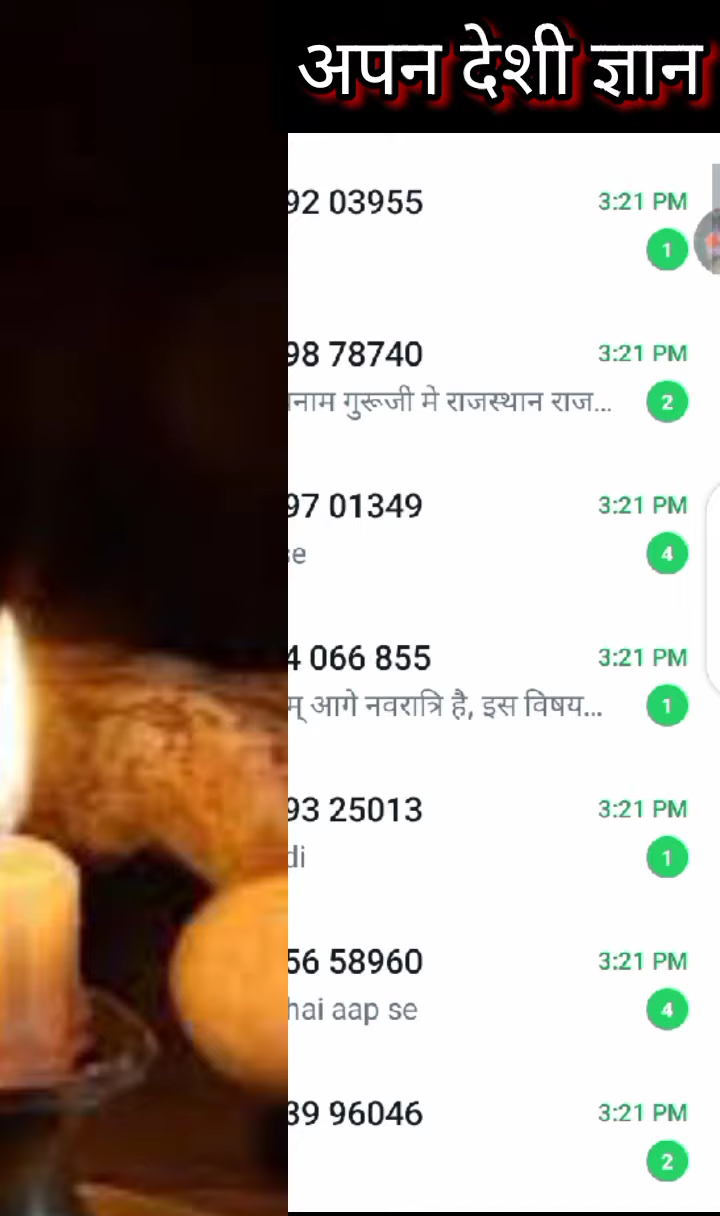 अपन देशी ज्ञान
92 03955 3:21 PM
1
98 78740 3:21 PM
नाम गुरूजी मे राजस्थान राज... 2
97 01349 3:21 PM
se 4
4 066 855 3:21 PM
म् आगे नवरात्रि है, इस विषय... 1
93 25013 3:21 PM
di 1
56 58960 3:21 PM
hai aap se 4
39 96046 3:21 PM
2